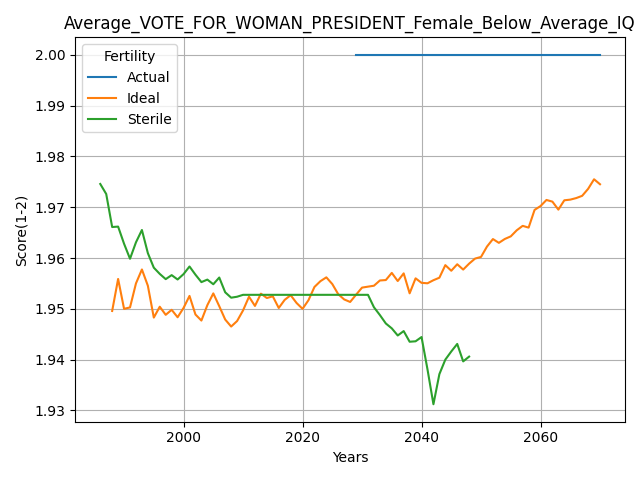 Average_VOTE_FOR_WOMAN_PRESIDENT_Female_Below_Average_IQ
Fertility
Actual
Ideal
Sterile
Score(1-2)
2.00
1.99
1.98
1.97
1.96
1.95
1.94
1.93
2000
2020
2040
2060
Years